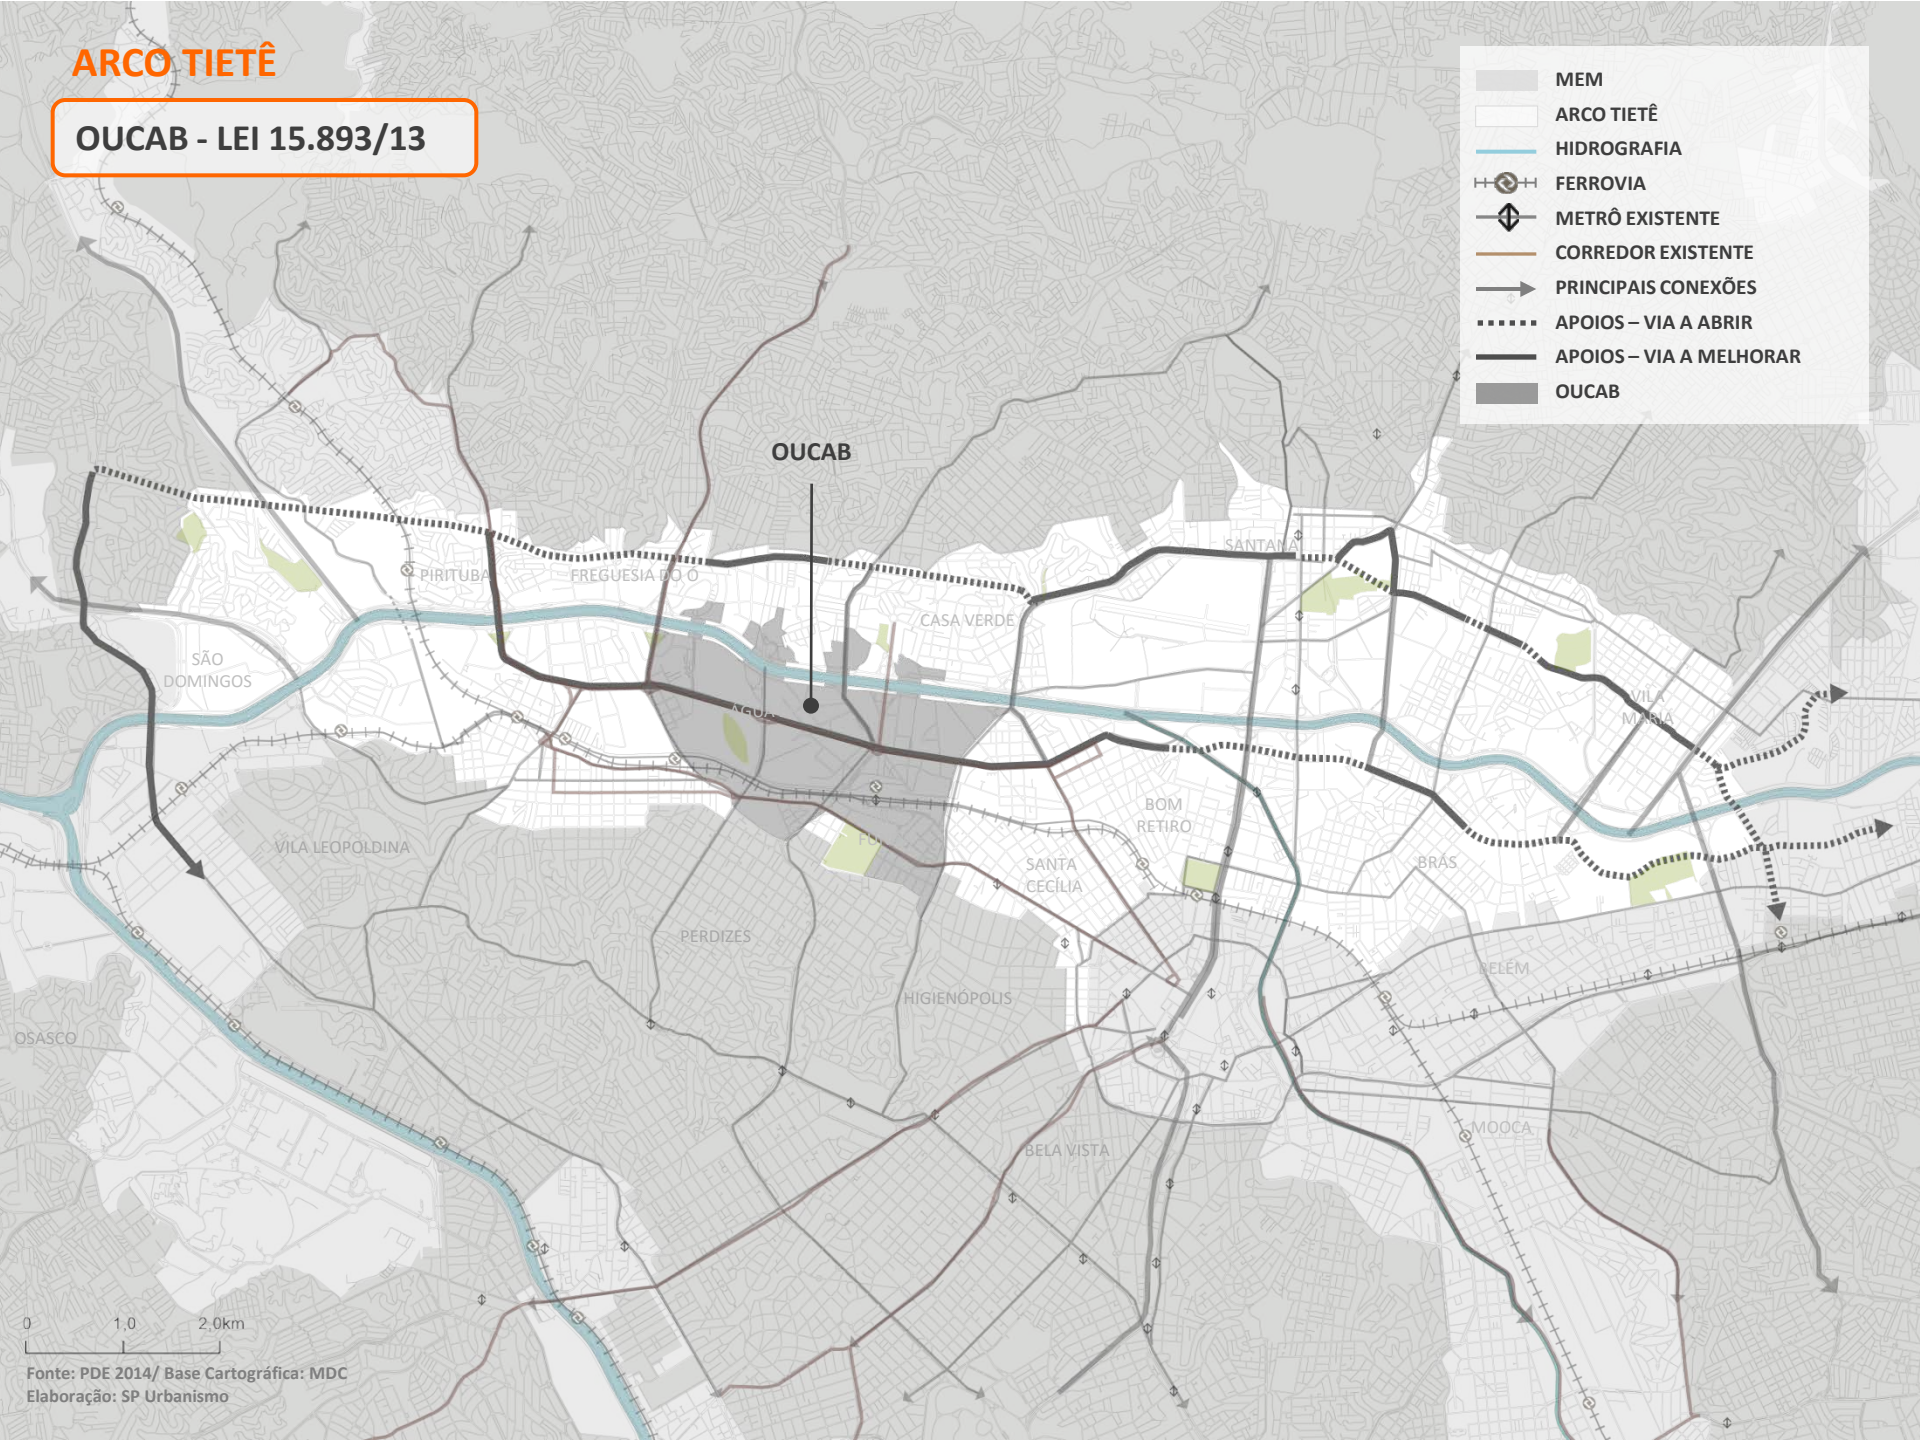 ARCO TIETÊ
OUCAB - LEI 15.893/13
MEM
ARCO TIETÊ
HIDROGRAFIA
FERROVIA
METRÔ EXISTENTE
CORREDOR EXISTENTE
PRINCIPAIS CONEXÕES
APOIOS – VIA A ABRIR
APOIOS – VIA A MELHORAR
OUCAB
OUCAB
SANTANA
PIRITUBA
FREGUESIA DO Ó
CASA VERDE
SÃO
DOMINGOS
ÁGUA
VILA
MARIA
BOM
RETIRO
VILA LEOPOLDINA
SANTA
CECÍLIA
BRÁS
PERDIZES
BELÉM
HIGIENÓPOLIS
OSASCO
MOOCA
BELA VISTA
0 1,0 2,0km
Fonte: PDE 2014/ Base Cartográfica: MDC
Elaboração: SP Urbanismo